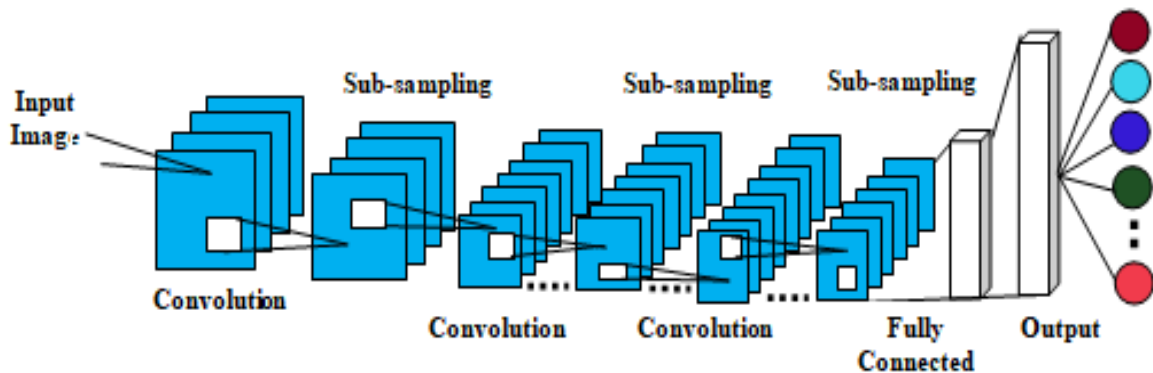 Sub-sampling
Sub-sampling
Sub-sampling
Input
Image
Convolution
Convolution
Convolution
Fully
Connected
Output